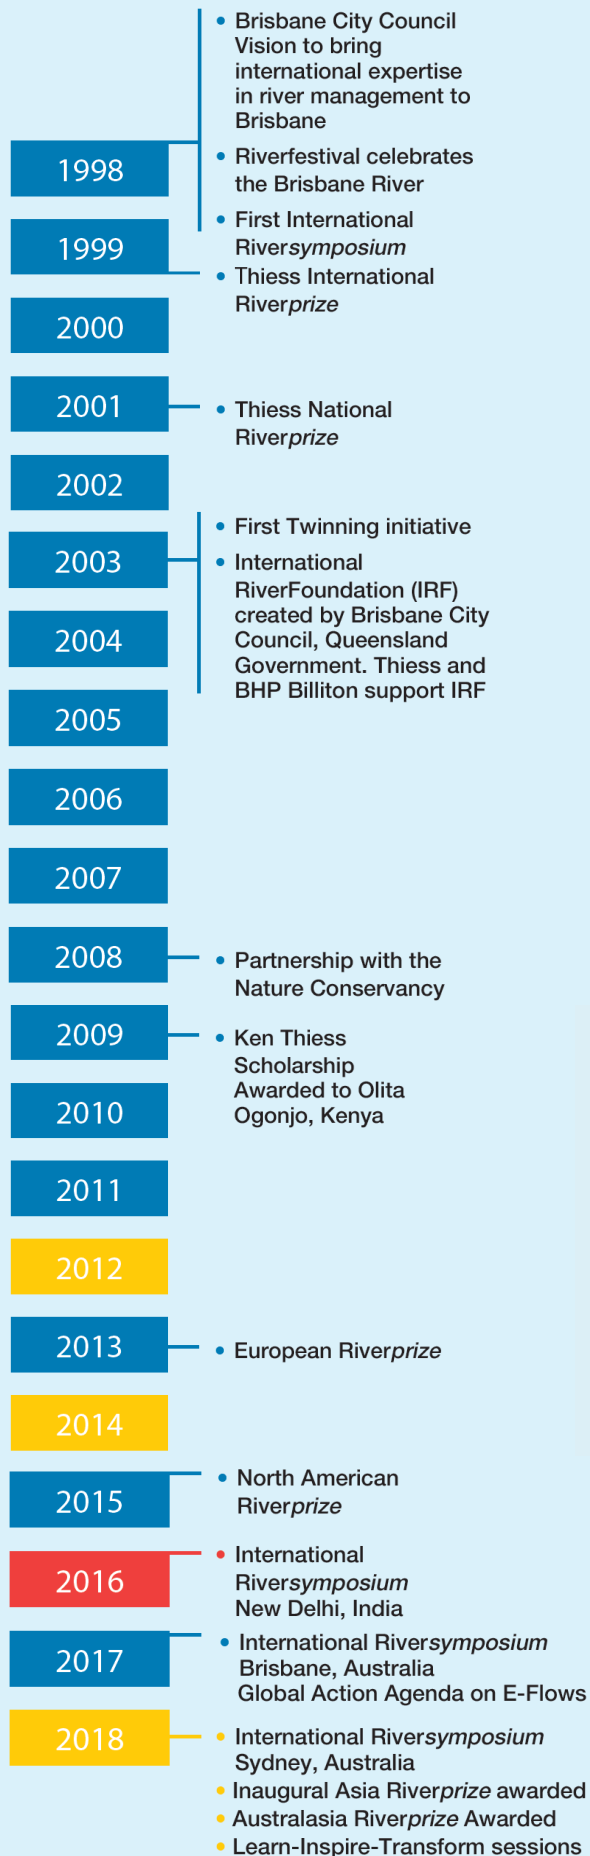 Brisbane City Council
Vision to bring
international expertise
in river management to
Brisbane
1998
Riverfestival celebrates
the Brisbane River
First International
Riversymposium
1999
Thiess International
Riverprize
2000
2001
Thiess National
Riverprize
2002
First Twinning initiative
2003
International
RiverFoundation (IRF)
created by Brisbane City
Council, Queensland
Government. Thiess and
BHP Billiton support IRF
2004
2005
2006
2007
2008
Partnership with the
Nature Conservancy
2009
Ken Thiess
Scholarship
Awarded to Olita
Ogonjo, Kenya
2010
2011
2012
2013
European Riverprize
2014
2015
North American
Riverprize
2016
International
Riversymposium
New Delhi, India
2017
International Riversymposium
Brisbane, Australia
Global Action Agenda on E-Flows
2018
International Riversymposium
Sydney, Australia
Inaugural Asia Riverprize awarded
Australasia Riverprize Awarded
Learn-Inspire-Transform sessions